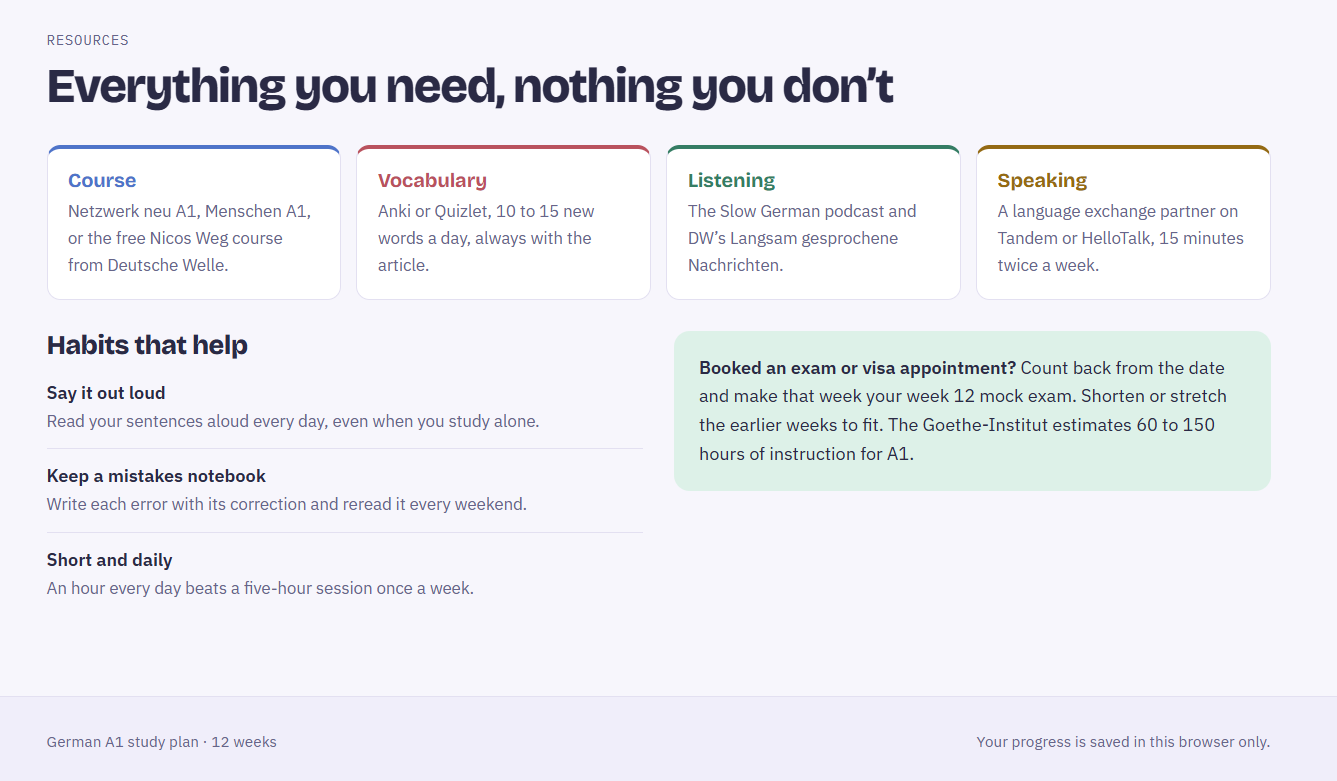 RESOURCES
Everything you need, nothing you don’t
Course
Netzwerk neu A1, Menschen A1,
or the free Nicos Weg course
from Deutsche Welle.
Vocabulary
Anki or Quizlet, 10 to 15 new
words a day, always with the
article.
Listening
The Slow German podcast and
DW’s Langsam gesprochene
Nachrichten.
Speaking
A language exchange partner on
Tandem or HelloTalk, 15 minutes
twice a week.
Habits that help
Say it out loud
Read your sentences aloud every day, even when you study alone.
Keep a mistakes notebook
Write each error with its correction and reread it every weekend.
Short and daily
An hour every day beats a five-hour session once a week.
Booked an exam or visa appointment? Count back from the date
and make that week your week 12 mock exam. Shorten or stretch
the earlier weeks to fit. The Goethe-Institut estimates 60 to 150
hours of instruction for A1.
German A1 study plan · 12 weeks
Your progress is saved in this browser only.